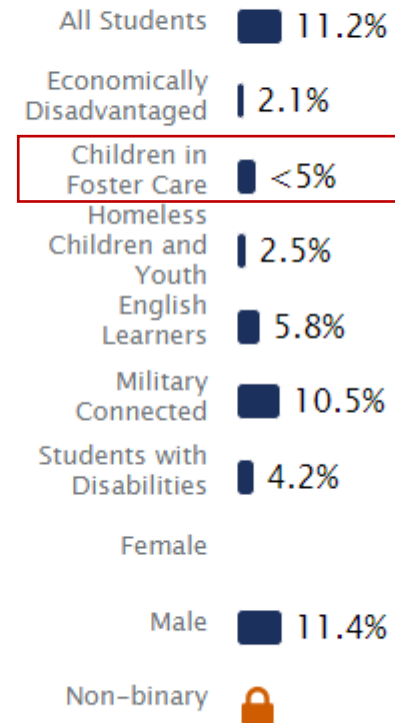 All Students 11.2%
Economically
Disadvantaged 2.1%
Children in
Foster Care <5%
Homeless
Children and
Youth 2.5%
English
Learners 5.8%
Military
Connected 10.5%
Students with
Disabilities 4.2%
Female
Male 11.4%
Non-binary